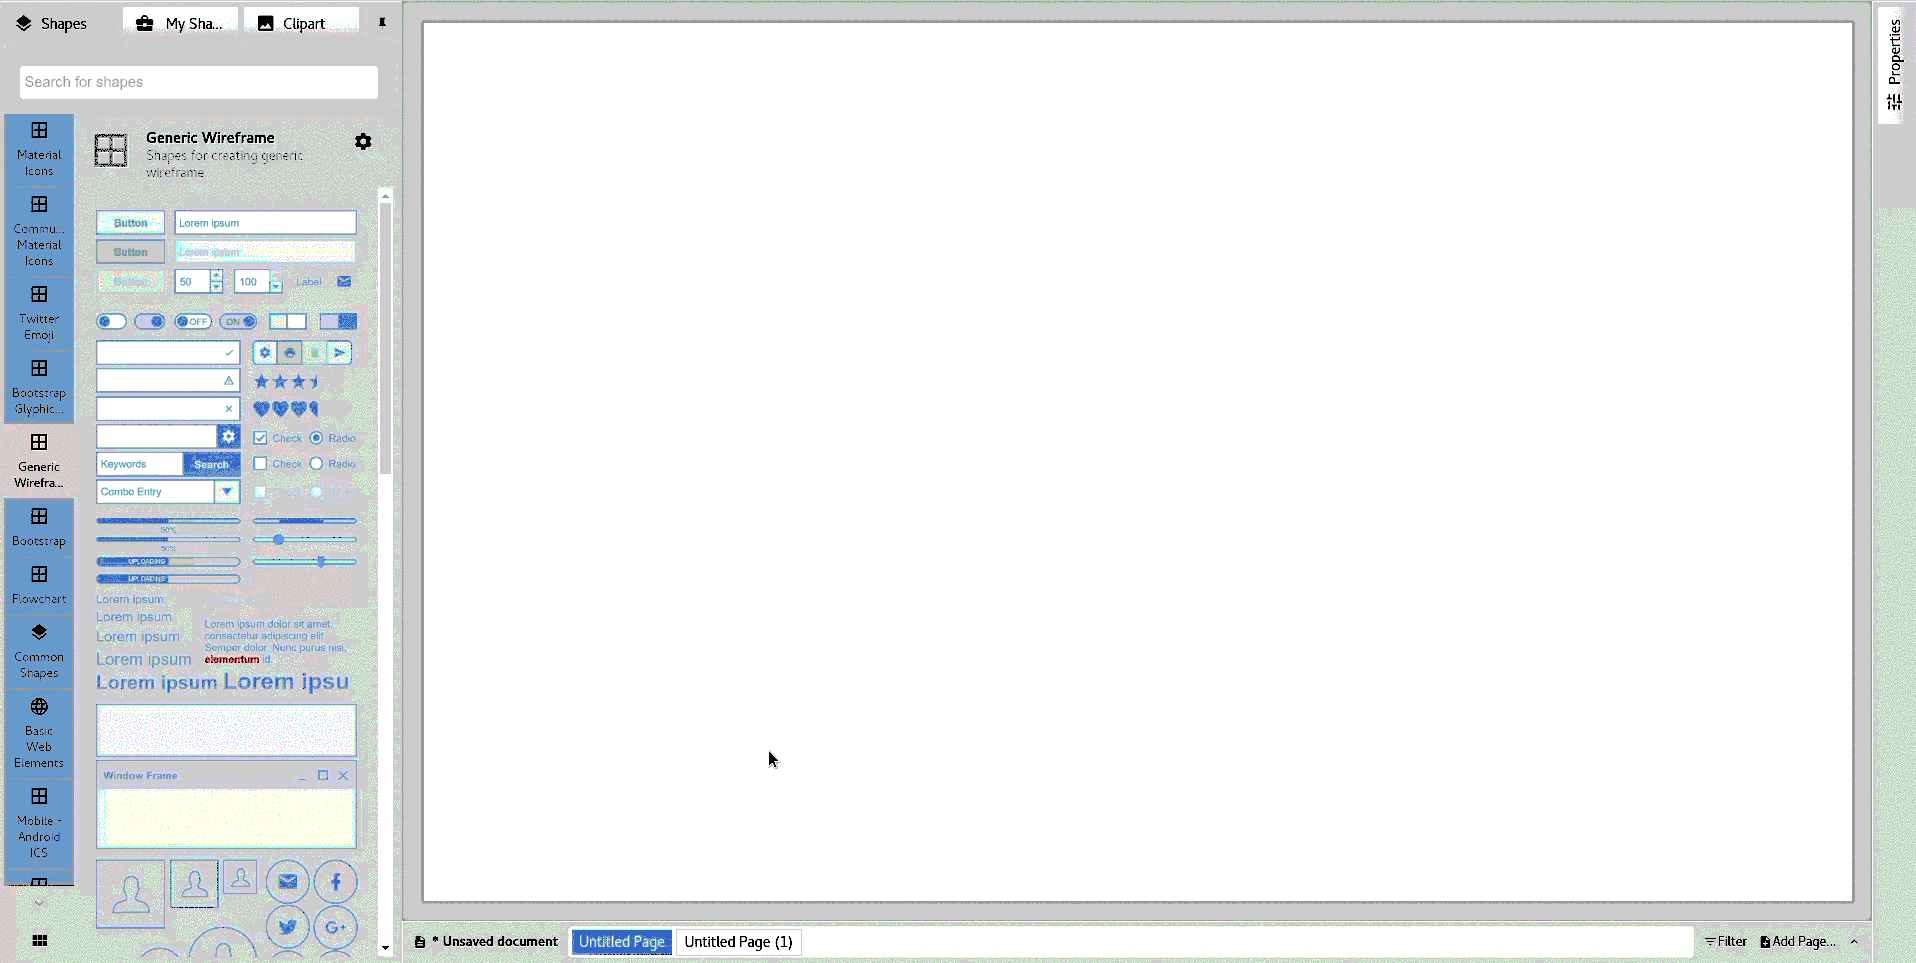 Shapes
My Sha...
Clipart
Search for shapes
Material
Icons
Commu...
Material
Icons
Twitter
Emoji
Bootstrap
Glyphic...
Generic
Wirefra...
Bootstrap
Flowchart
Common
Shapes
Basic
Web
Elements
Mobile -
Android
ICS
Generic Wireframe
Shapes for creating generic
wireframe
Button
Lorem ipsum
Button
Lorem ipsum
Button
50
100
Label
OFF
ON
Check
Radio
Keywords
Search
Check
Radio
Combo Entry
50%
50%
UPLOADING
UPLOADING
Lorem ipsum
Lorem ipsum
Lorem ipsum
Lorem ipsum
Lorem ipsum dolor sit amet,
consectetur adipiscing elit.
Semper dolor. Nunc purus nisi,
elementum id.
Lorem ipsum
Lorem ipsu
Window Frame
* Unsaved document
Untitled Page
Untitled Page (1)
Filter
Add Page...
Properties